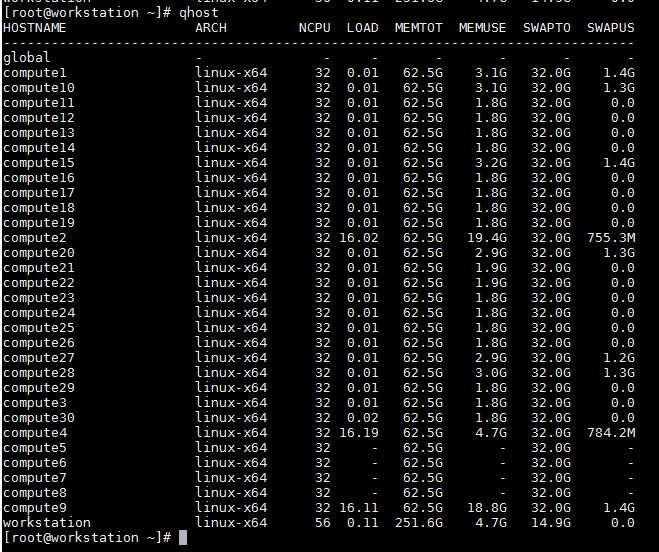 [root@workstation ~]# qhost
HOSTNAME                ARCH         NCPU  LOAD  MEMTOT  MEMUSE  SWAPTO  SWAPUS
-------------------------------------------------------------------------------
global                  -               -     -       -       -       -       -
compute1                linux-x64      32  0.01   62.5G    3.1G   32.0G    1.4G
compute10               linux-x64      32  0.01   62.5G    3.1G   32.0G    1.3G
compute11               linux-x64      32  0.01   62.5G    1.8G   32.0G     0.0
compute12               linux-x64      32  0.01   62.5G    1.8G   32.0G     0.0
compute13               linux-x64      32  0.01   62.5G    1.8G   32.0G     0.0
compute14               linux-x64      32  0.01   62.5G    1.8G   32.0G     0.0
compute15               linux-x64      32  0.01   62.5G    3.2G   32.0G    1.4G
compute16               linux-x64      32  0.01   62.5G    1.8G   32.0G     0.0
compute17               linux-x64      32  0.01   62.5G    1.8G   32.0G     0.0
compute18               linux-x64      32  0.01   62.5G    1.8G   32.0G     0.0
compute19               linux-x64      32  0.01   62.5G    1.8G   32.0G     0.0
compute2                linux-x64      32 16.02   62.5G   19.4G   32.0G  755.3M
compute20               linux-x64      32  0.01   62.5G    2.9G   32.0G    1.3G
compute21               linux-x64      32  0.01   62.5G    1.9G   32.0G     0.0
compute22               linux-x64      32  0.01   62.5G    1.9G   32.0G     0.0
compute23               linux-x64      32  0.01   62.5G    1.8G   32.0G     0.0
compute24               linux-x64      32  0.01   62.5G    1.8G   32.0G     0.0
compute25               linux-x64      32  0.01   62.5G    1.8G   32.0G     0.0
compute26               linux-x64      32  0.01   62.5G    1.8G   32.0G     0.0
compute27               linux-x64      32  0.01   62.5G    2.9G   32.0G    1.2G
compute28               linux-x64      32  0.01   62.5G    3.0G   32.0G    1.3G
compute29               linux-x64      32  0.01   62.5G    1.8G   32.0G     0.0
compute3                linux-x64      32  0.01   62.5G    1.8G   32.0G     0.0
compute30               linux-x64      32  0.02   62.5G    1.8G   32.0G     0.0
compute4                linux-x64      32 16.19   62.5G    4.7G   32.0G  784.2M
compute5                linux-x64      32     -   62.5G       -   32.0G       -
compute6                linux-x64      32     -   62.5G       -   32.0G       -
compute7                linux-x64      32     -   62.5G       -   32.0G       -
compute8                linux-x64      32     -   62.5G       -   32.0G       -
compute9                linux-x64      32 16.11   62.5G   18.8G   32.0G    1.4G
workstation             linux-x64      56  0.11  251.6G    4.7G   14.9G     0.0
[root@workstation ~]#